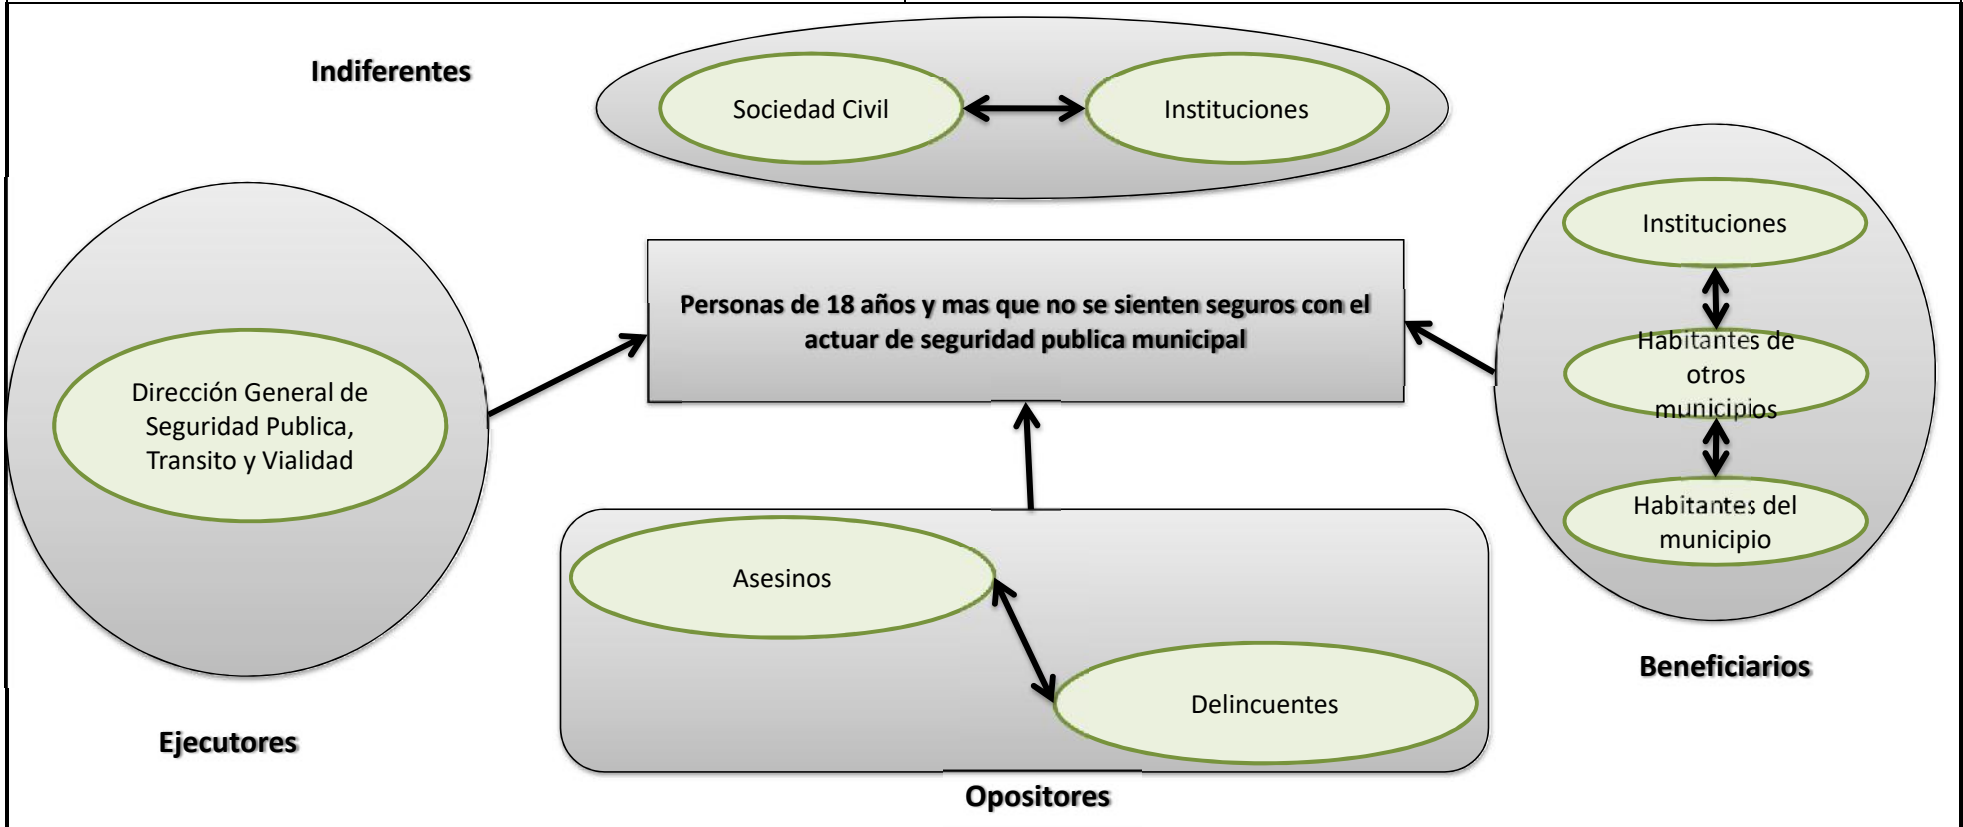 Indiferentes
Sociedad Civil
Instituciones
Instituciones
Habitantes de
otros
municipios
Habitantes del
municipio
Beneficiarios
Personas de 18 años y mas que no se sienten seguros con el
actuar de seguridad publica municipal
Dirección General de
Seguridad Publica,
Transito y Vialidad
Ejecutores
Asesinos
Delincuentes
Opositores